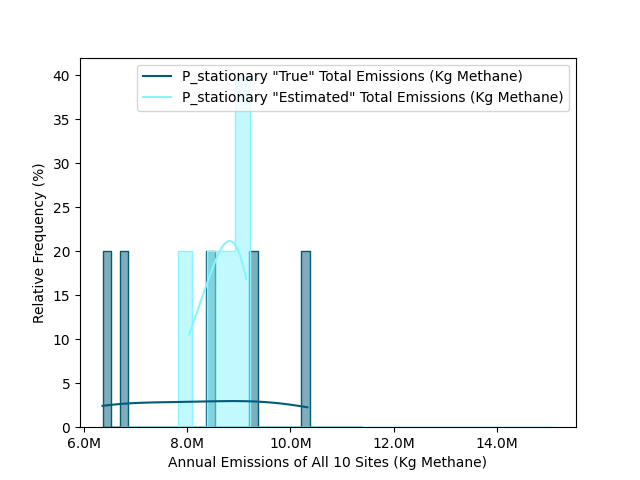 P_stationary "True" Total Emissions (Kg Methane)
P_stationary "Estimated" Total Emissions (Kg Methane)
Relative Frequency (%)
40
35
30
25
20
15
10
5
0
6.0M 8.0M 10.0M 12.0M 14.0M
Annual Emissions of All 10 Sites (Kg Methane)